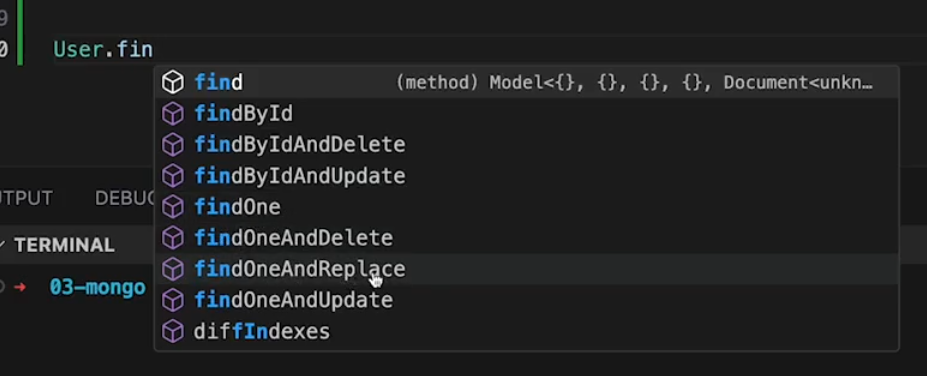 9
0 User.fin
find (method) Model<{}, {}, {}, {}, Document<unkn…
findById
findByIdAndDelete
findByIdAndUpdate
findOne
findOneAndDelete
findOneAndReplace
findOneAndUpdate
diffIndexes
TPUT DEBUG
TERMINAL
03-mongo